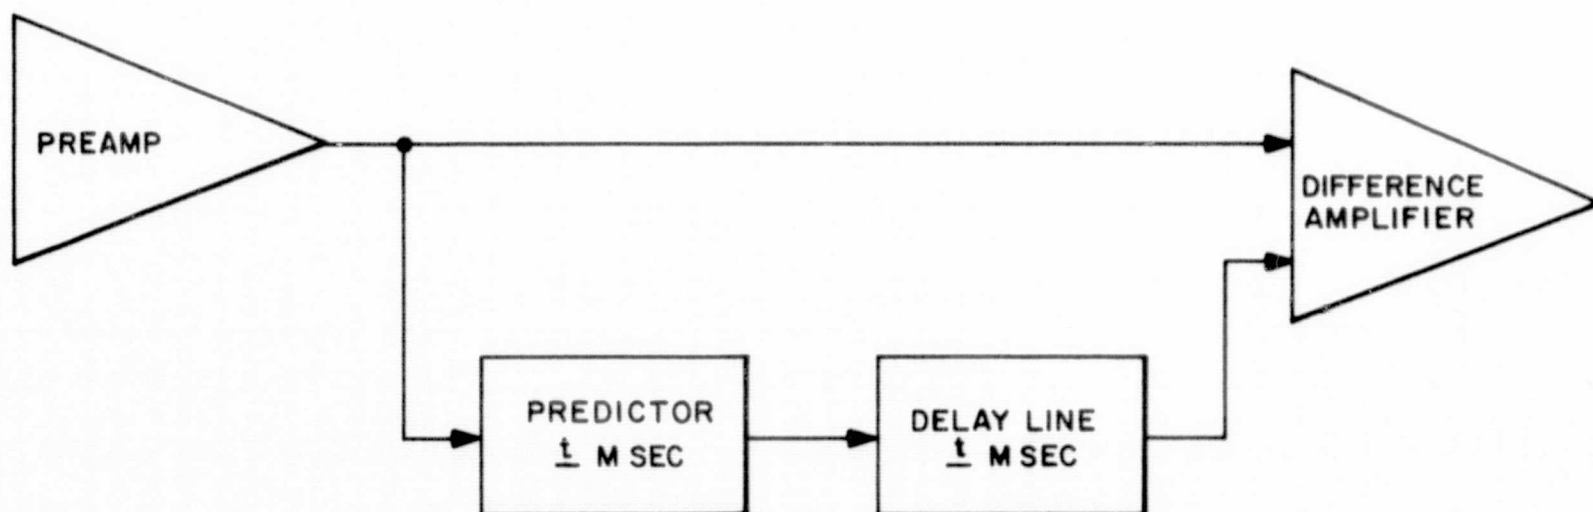 PREAMP
DIFFERENCE
AMPLIFIER
PREDICTOR
t M SEC
DELAY LINE
t M SEC